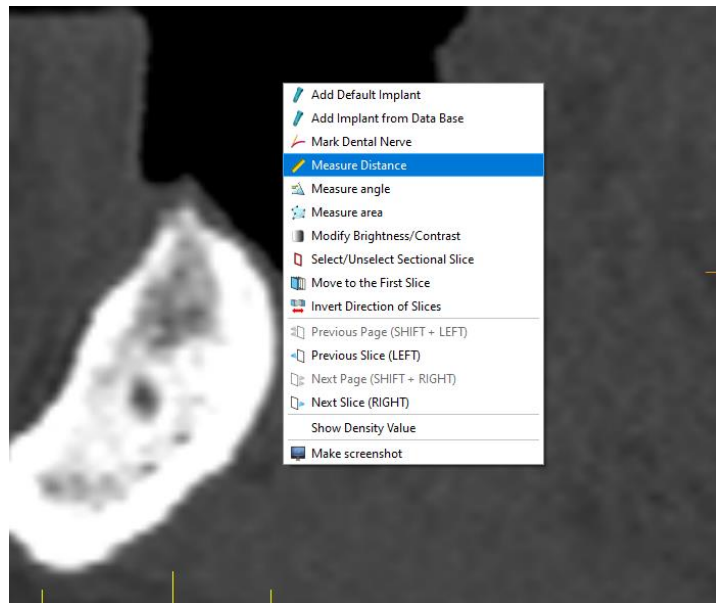 Add Default Implant
Add Implant from Data Base
Mark Dental Nerve
Measure Distance
Measure angle
Measure area
Modify Brightness/Contrast
Select/Unselect Sectional Slice
Move to the First Slice
Invert Direction of Slices
Previous Page (SHIFT + LEFT)
Previous Slice (LEFT)
Next Page (SHIFT + RIGHT)
Next Slice (RIGHT)
Show Density Value
Make screenshot